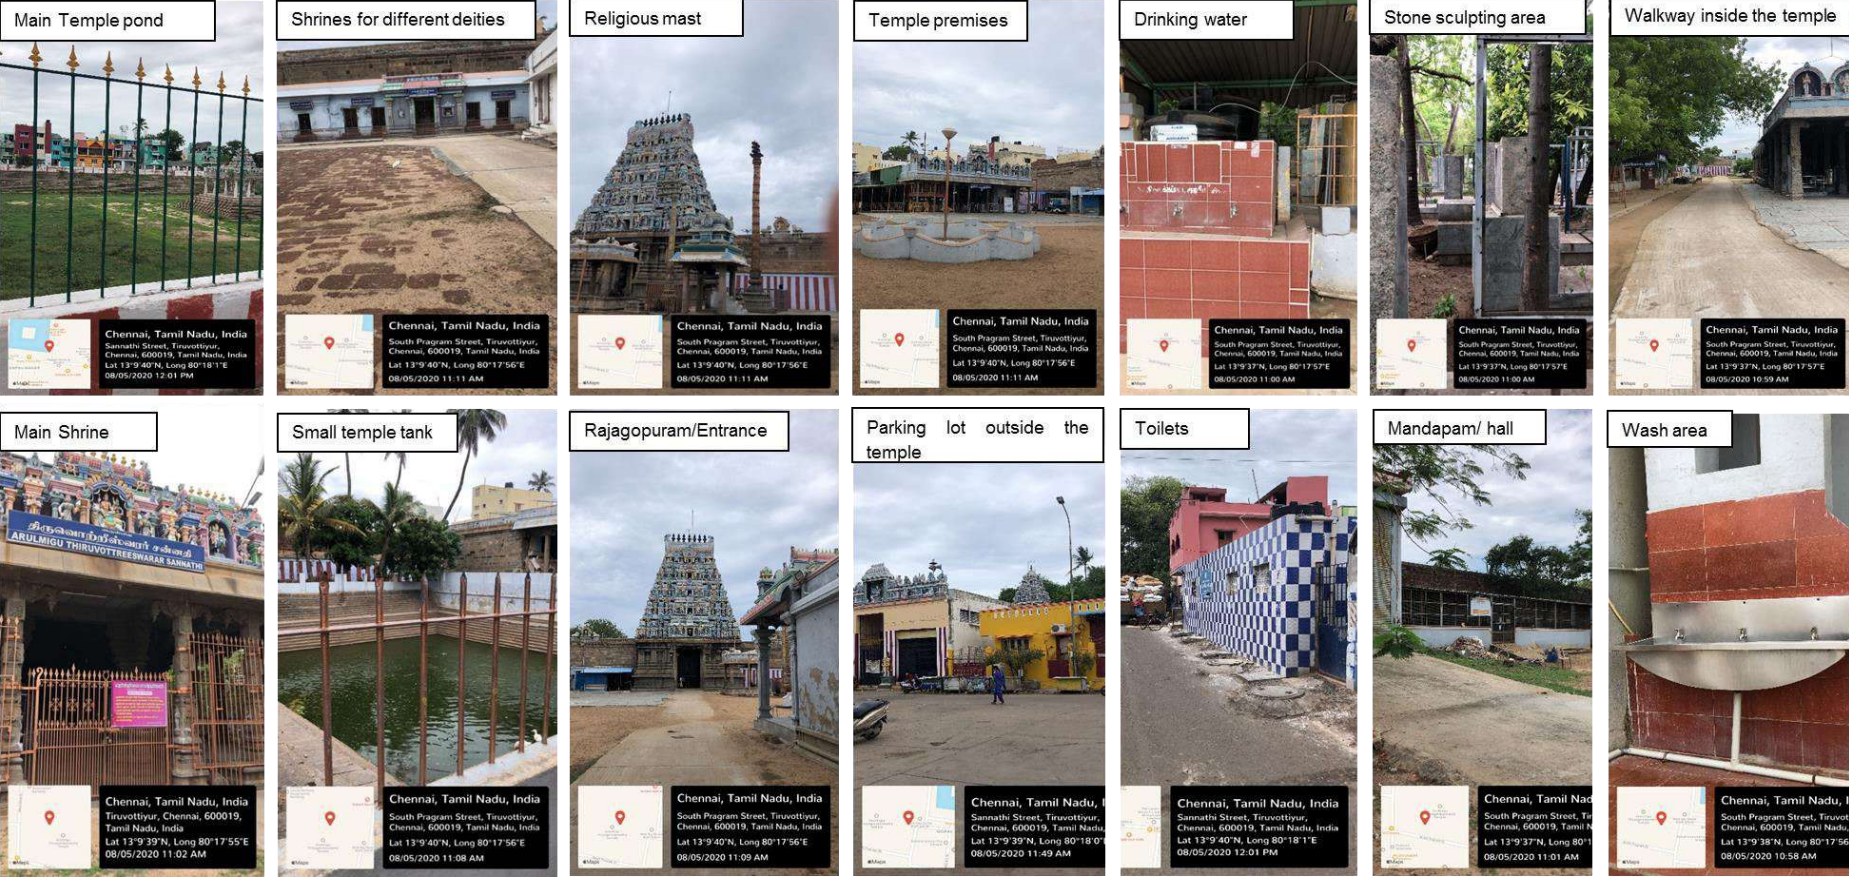 Main Temple pond
Chennai, Tamil Nadu, India
Sannathi Street, Tiruvottiyur,
Chennai, 600019, Tamil Nadu, India
Lat 13°9'40"N, Long 80°18'1"E
08/05/2020 12:01 PM
Shrines for different deities
Chennai, Tamil Nadu, India
South Pragram Street, Tiruvottiyur,
Chennai, 600019, Tamil Nadu, India
Lat 13°9'40"N, Long 80°17'56"E
08/05/2020 11:11 AM
Religious mast
Chennai, Tamil Nadu, India
South Pragram Street, Tiruvottiyur,
Chennai, 600019, Tamil Nadu, India
Lat 13°9'40"N, Long 80°17'56"E
08/05/2020 11:11 AM
Temple premises
Chennai, Tamil Nadu, India
South Pragram Street, Tiruvottiyur,
Chennai, 600019, Tamil Nadu, India
Lat 13°9'40"N, Long 80°17'56"E
08/05/2020 11:11 AM
Drinking water
Chennai, Tamil Nadu, India
South Pragram Street, Tiruvottiyur,
Chennai, 600019, Tamil Nadu, India
Lat 13°9'37"N, Long 80°17'57"E
08/05/2020 11:00 AM
Stone sculpting area
Chennai, Tamil Nadu, India
South Pragram Street, Tiruvottiyur,
Chennai, 600019, Tamil Nadu, India
Lat 13°9'37"N, Long 80°17'57"E
08/05/2020 11:00 AM
Walkway inside the temple
Chennai, Tamil Nadu, India
South Pragram Street, Tiruvottiyur,
Chennai, 600019, Tamil Nadu, India
Lat 13°9'37"N, Long 80°17'57"E
08/05/2020 10:59 AM
Main Shrine
திருவொற்றீஸ்வரர் சன்னதி
ARULMIGU THIRUVOTTREESWARAR SANNATHI
Chennai, Tamil Nadu, India
Tiruvottiyur, Chennai, 600019,
Tamil Nadu, India
Lat 13°9'39"N, Long 80°17'55"E
08/05/2020 11:02 AM
Small temple tank
Chennai, Tamil Nadu, India
South Pragram Street, Tiruvottiyur,
Chennai, 600019, Tamil Nadu, India
Lat 13°9'40"N, Long 80°17'56"E
08/05/2020 11:08 AM
Rajagopuram/Entrance
Chennai, Tamil Nadu, India
South Pragram Street, Tiruvottiyur,
Chennai, 600019, Tamil Nadu, India
Lat 13°9'40"N, Long 80°17'56"E
08/05/2020 11:09 AM
Parking lot outside the
temple
Chennai, Tamil Nadu, I
Sannathi Street, Tiruvottiyur,
Chennai, 600019, Tamil Nadu,
Lat 13°9'39"N, Long 80°18'0"
08/05/2020 11:49 AM
Toilets
Chennai, Tamil Nadu, India
Sannathi Street, Tiruvottiyur,
Chennai, 600019, Tamil Nadu, India
Lat 13°9'40"N, Long 80°18'1"E
08/05/2020 12:01 PM
Mandapam/ hall
Chennai, Tamil Nad
South Pragram Street, Tir
Chennai, 600019, Tamil N
Lat 13°9'37"N, Long 80°1
08/05/2020 11:01 AM
Wash area
Chennai, Tamil Nadu, I
South Pragram Street, Tiruvot
Chennai, 600019, Tamil Nadu,
Lat 13°9'38"N, Long 80°17'56
08/05/2020 10:58 AM